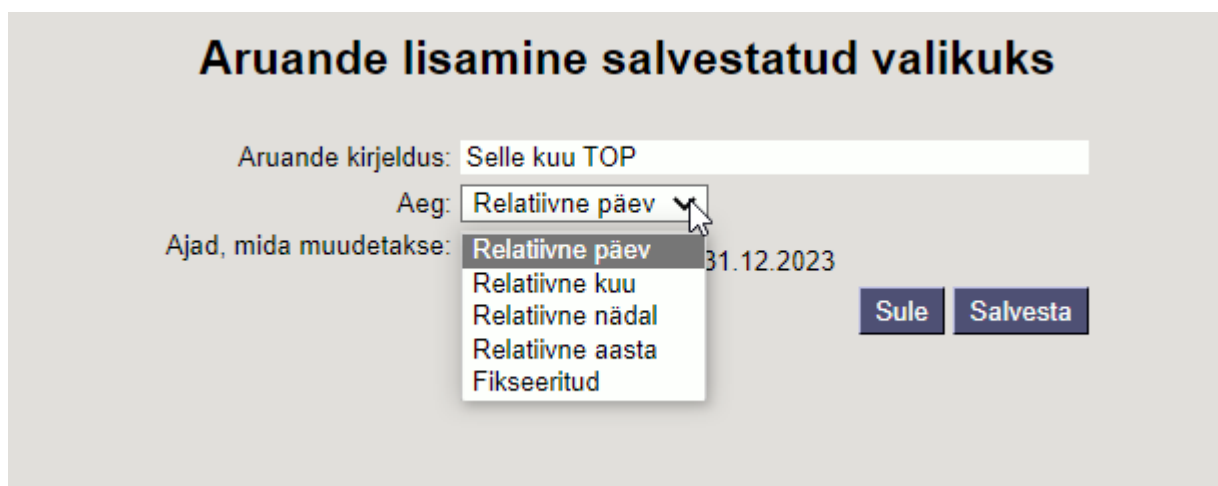 Aruande lisamine salvestatud valikuks
Aruande kirjeldus: Selle kuu TOP
Aeg: Relatiivne päev
Ajad, mida muudetakse: 31.12.2023
Relatiivne päev
Relatiivne kuu
Relatiivne nädal
Relatiivne aasta
Fikseeritud
Sule Salvesta